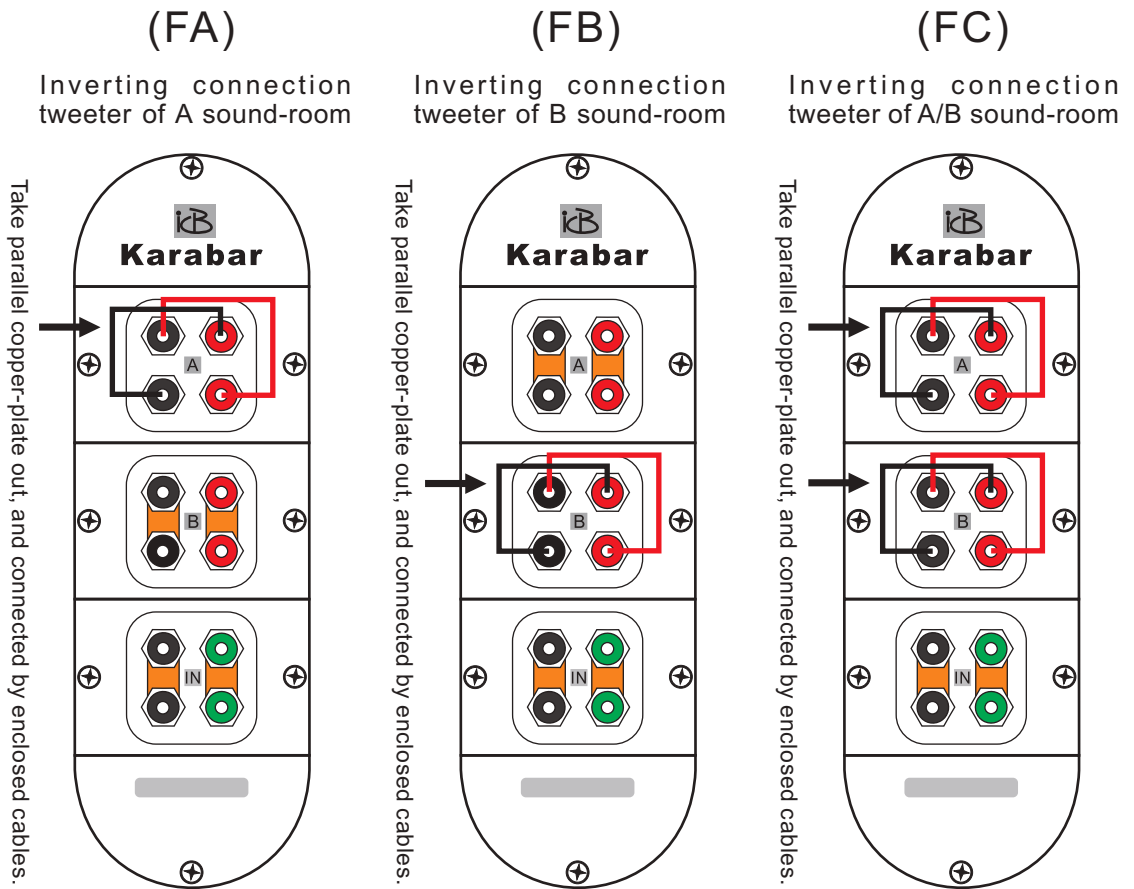 (FA)
Inverting connection
tweeter of A sound-room
Take parallel copper-plate out, and connected by enclosed cables.
icB
Karabar
A
B
IN
(FB)
Inverting connection
tweeter of B sound-room
Take parallel copper-plate out, and connected by enclosed cables.
icB
Karabar
A
B
IN
(FC)
Inverting connection
tweeter of A/B sound-room
Take parallel copper-plate out, and connected by enclosed cables.
icB
Karabar
A
B
IN